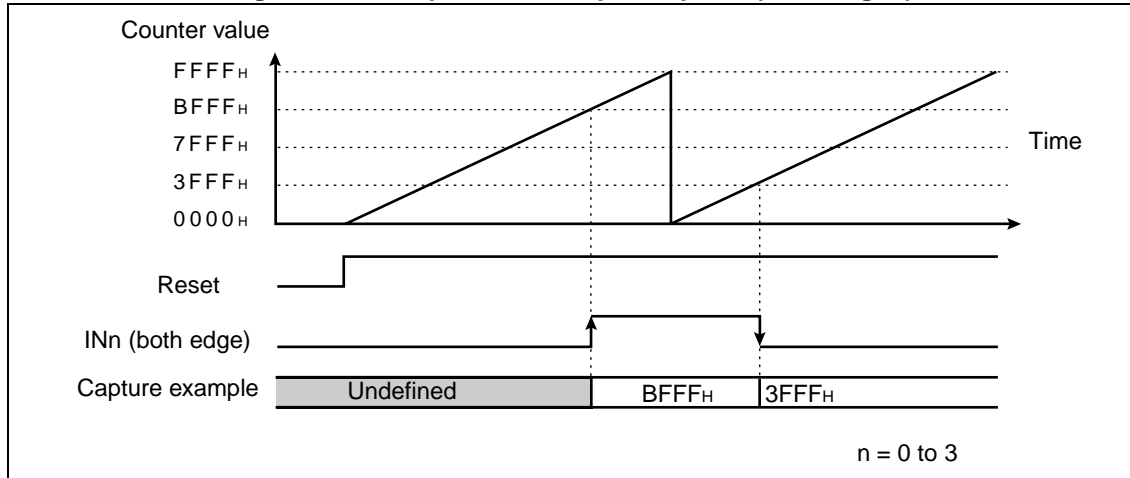 Counter value
FFFFH
BFFFH
7FFFH
3FFFH
0000H
Time
Reset
INn (both edge)
Capture example
Undefined
BFFFH
3FFFH
n = 0 to 3